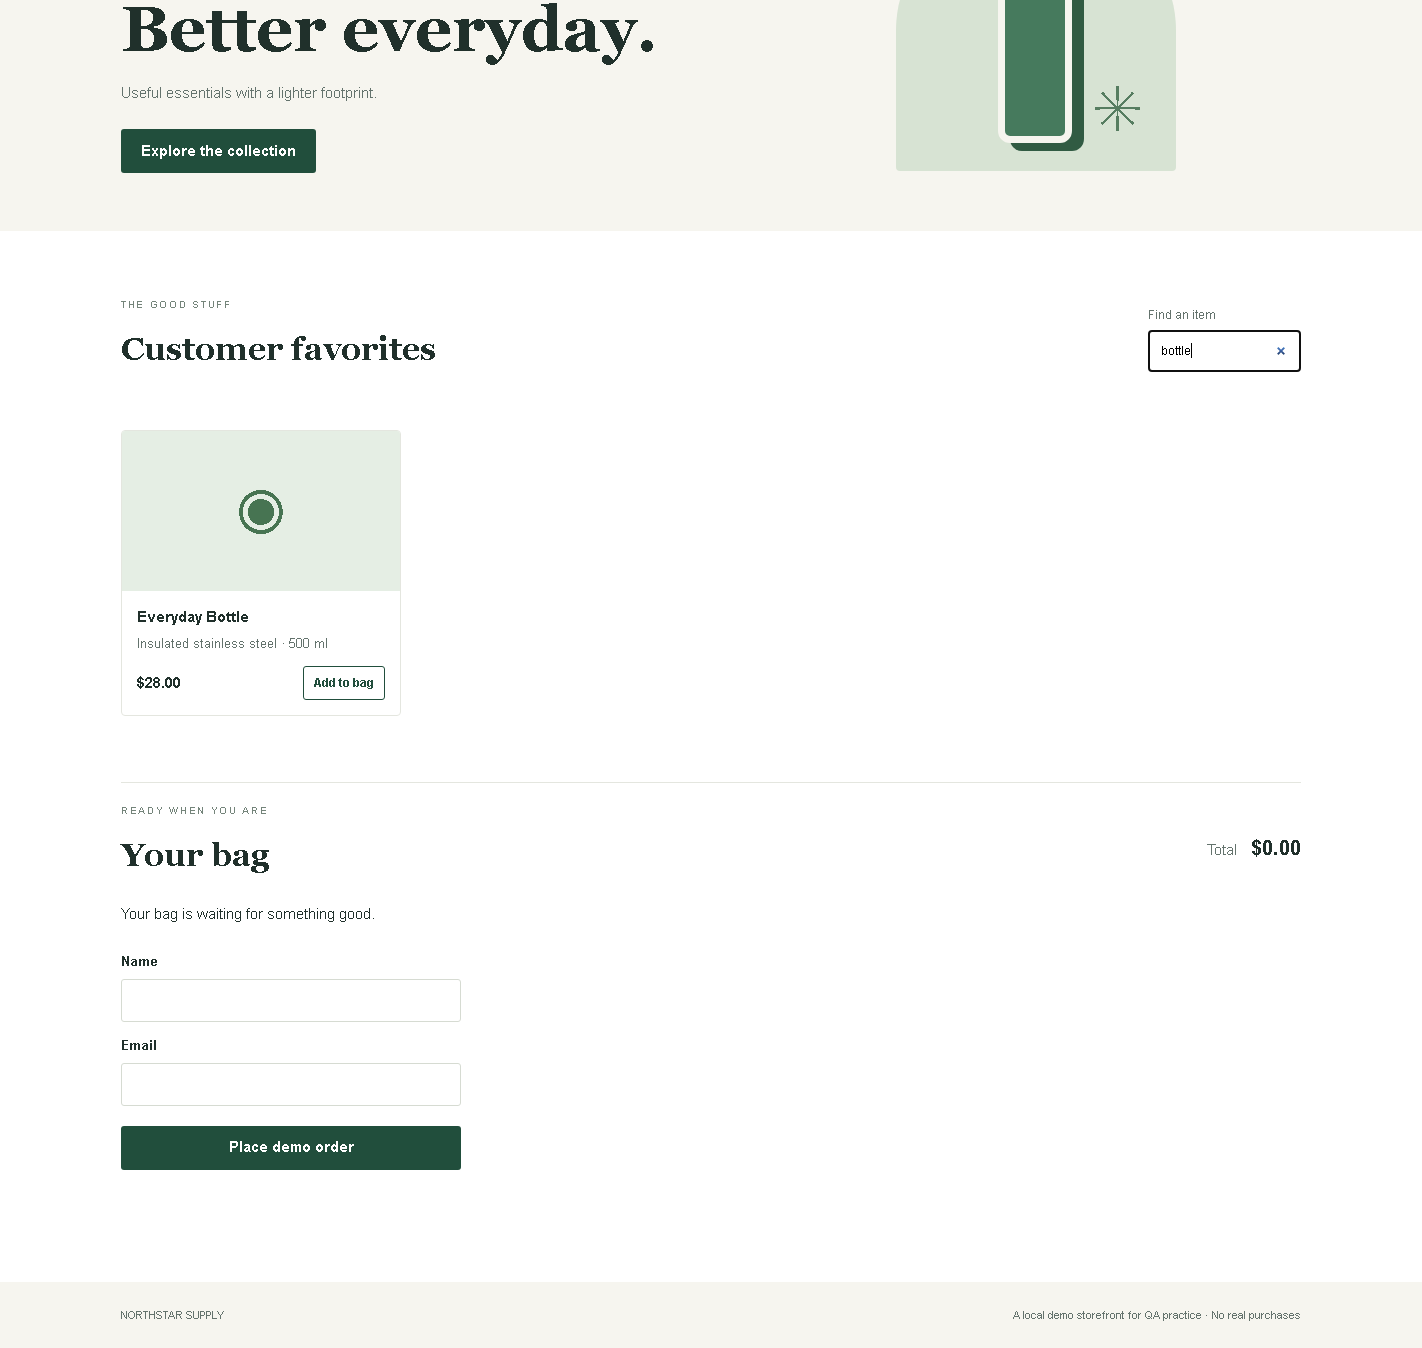 Better everyday.
Useful essentials with a lighter footprint.
Explore the collection
THE GOOD STUFF
Customer favorites
Find an item
bottle
×
Everyday Bottle
Insulated stainless steel · 500 ml
$28.00
Add to bag
READY WHEN YOU ARE
Your bag
Total $0.00
Your bag is waiting for something good.
Name
Email
Place demo order
NORTHSTAR SUPPLY
A local demo storefront for QA practice · No real purchases